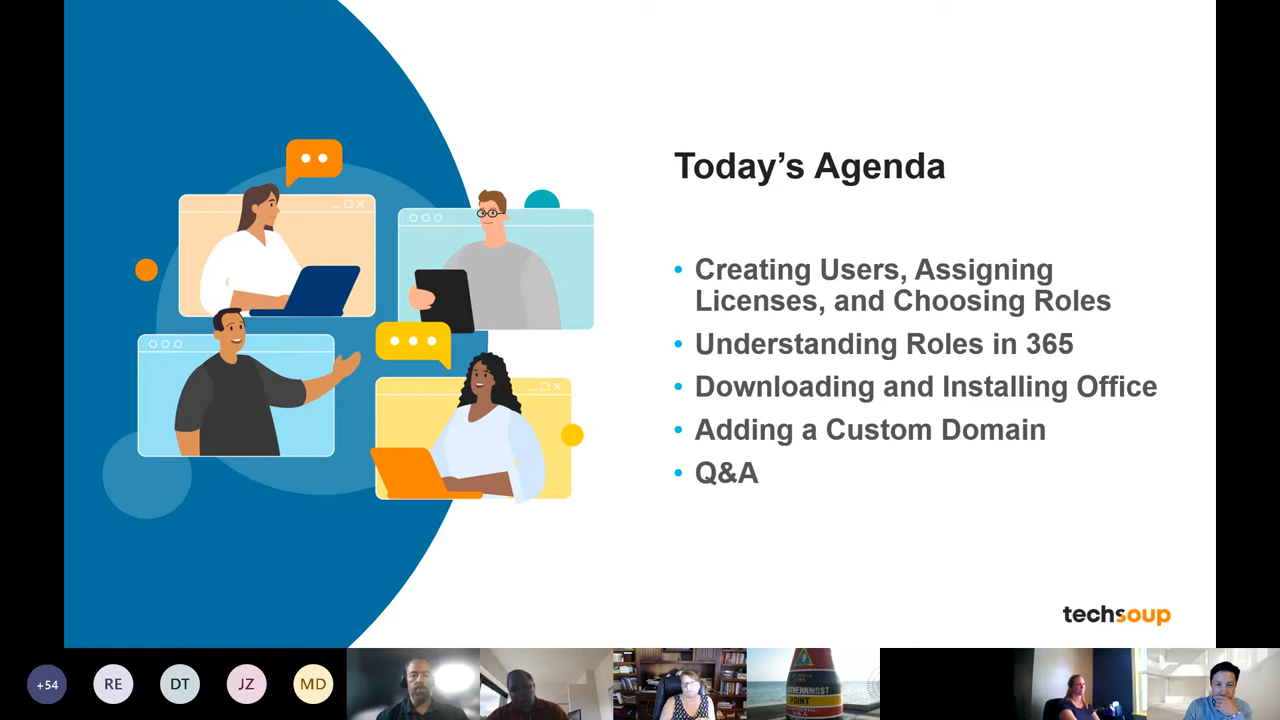 Today's Agenda
• Creating Users, Assigning
Licenses, and Choosing Roles
• Understanding Roles in 365
• Downloading and Installing Office
• Adding a Custom Domain
• Q&A
techsoup
+54
RE
DT
JZ
MD
POINT